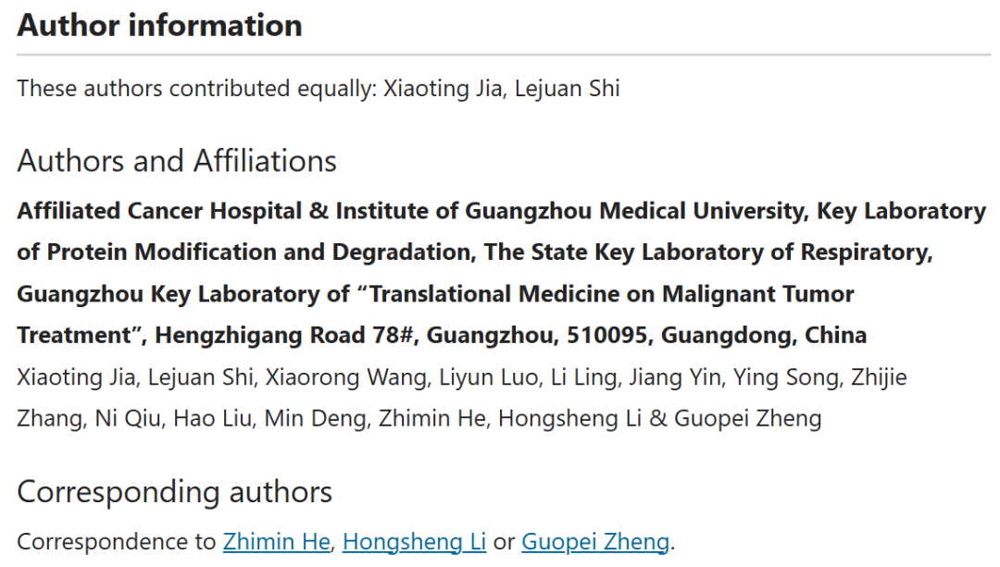 Author information
These authors contributed equally: Xiaoting Jia, Lejuan Shi
Authors and Affiliations
Affiliated Cancer Hospital & Institute of Guangzhou Medical University, Key Laboratory
of Protein Modification and Degradation, The State Key Laboratory of Respiratory,
Guangzhou Key Laboratory of “Translational Medicine on Malignant Tumor
Treatment”, Hengzhigang Road 78#, Guangzhou, 510095, Guangdong, China
Xiaoting Jia, Lejuan Shi, Xiaorong Wang, Liyun Luo, Li Ling, Jiang Yin, Ying Song, Zhijie
Zhang, Ni Qiu, Hao Liu, Min Deng, Zhimin He, Hongsheng Li & Guopei Zheng
Corresponding authors
Correspondence to Zhimin He, Hongsheng Li or Guopei Zheng.